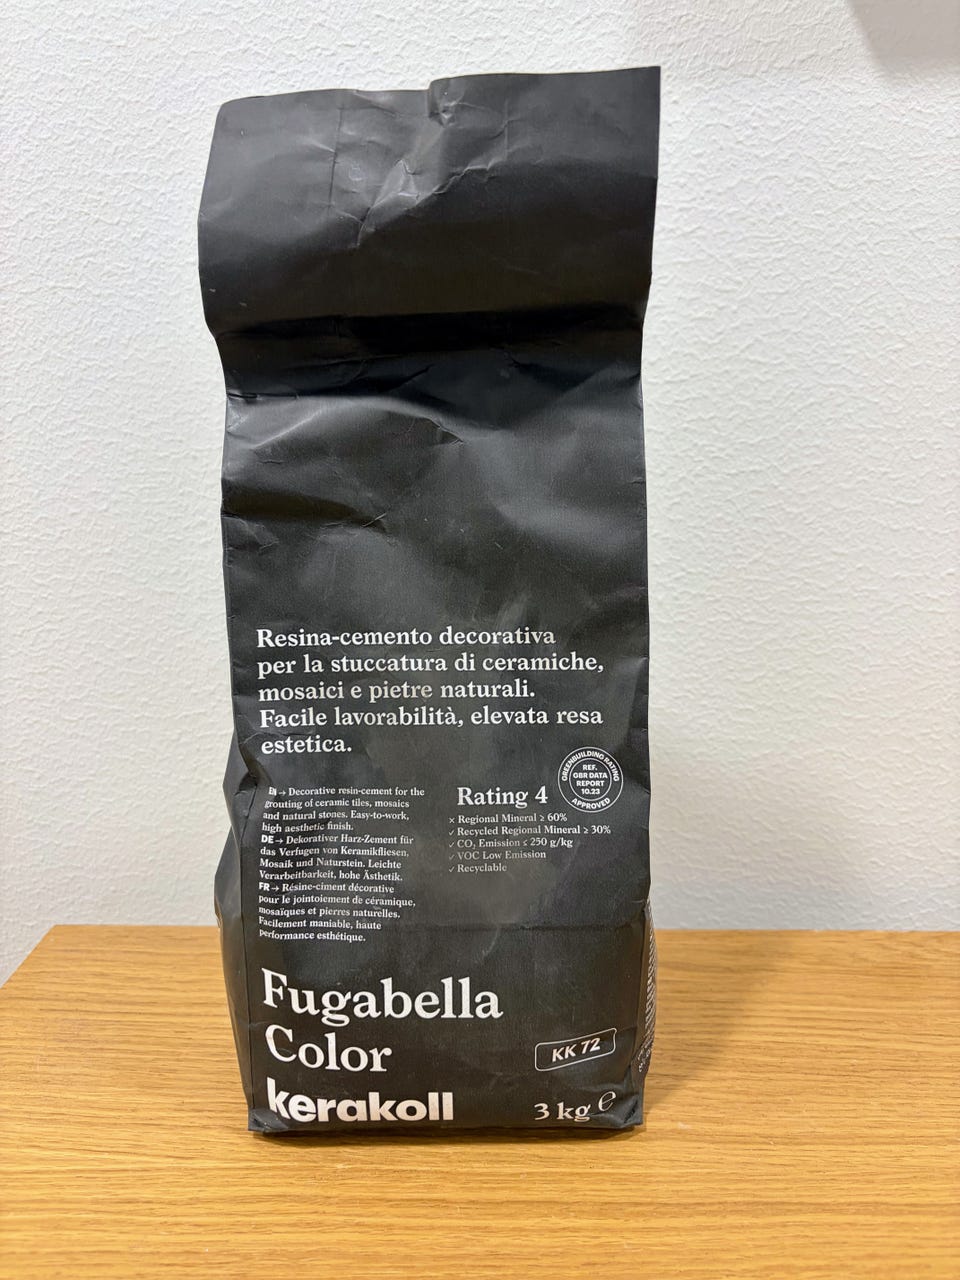 Resina-cemento decorativa
per la stuccatura di ceramiche,
mosaici e pietre naturali.
Facile lavorabilità, elevata resa
estetica.
EN → Decorative resin-cement for the
grouting of ceramic tiles, mosaics
and natural stones. Easy-to-work,
high aesthetic finish.
DE → Dekorativer Harz-Zement für
das Verfugen von Keramikfliesen,
Mosaik und Naturstein. Leichte
Verarbeitbarkeit, hohe Ästhetik.
FR → Résine-ciment décorative
pour le jointoiement de céramique,
mosaïques et pierres naturelles.
Facilement maniable, haute
performance esthétique.
GREENBUILDING RATING
REF.
GBR DATA
REPORT
10.23
APPROVED
Rating 4
× Regional Mineral ≥ 60%
✓ Recycled Regional Mineral ≥ 30%
✓ CO₂ Emission ≤ 250 g/kg
✓ VOC Low Emission
✓ Recyclable
Fugabella
Color
KK 72
kerakoll
3 kg ℮